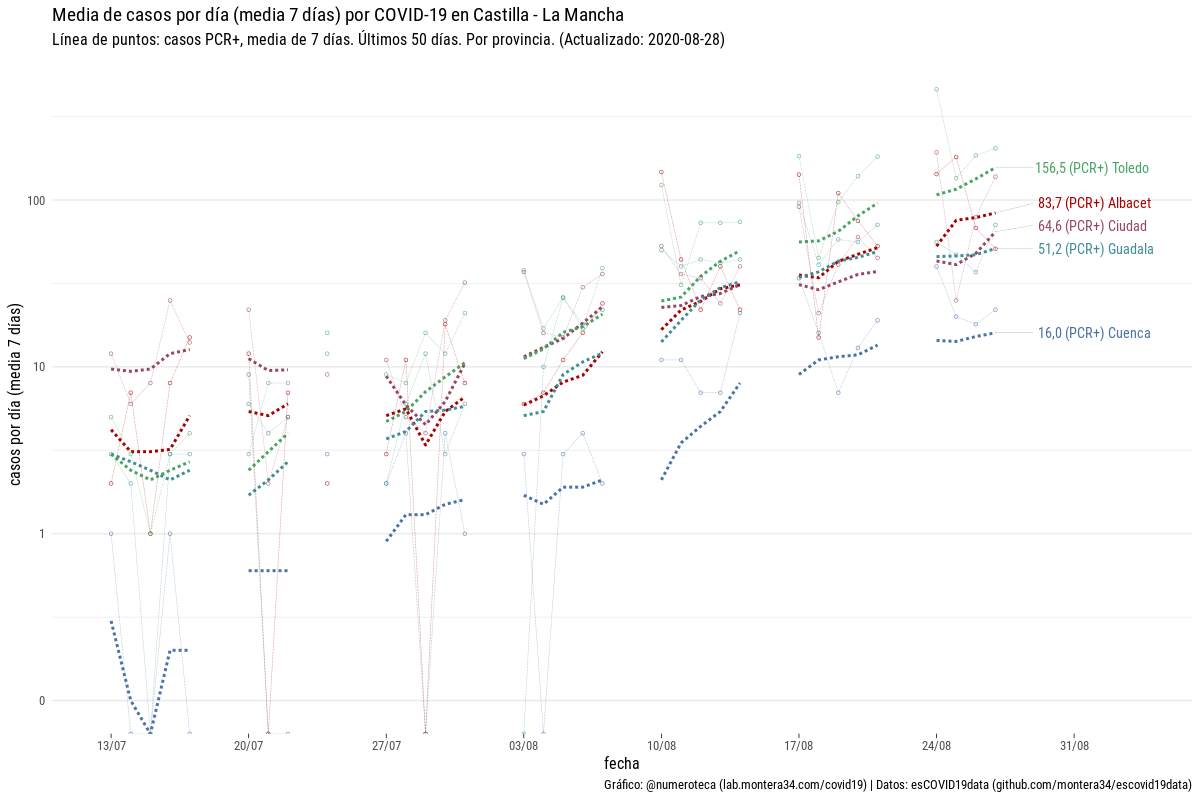 Media de casos por día (media 7 días) por COVID-19 en Castilla - La Mancha
Línea de puntos: casos PCR+, media de 7 días. Últimos 50 días. Por provincia. (Actualizado: 2020-08-28)
casos por día (media 7 días)
100
10
1
0
156,5 (PCR+) Toledo
83,7 (PCR+) Albacet
64,6 (PCR+) Ciudad
51,2 (PCR+) Guadala
16,0 (PCR+) Cuenca
13/07
20/07
27/07
03/08
10/08
17/08
24/08
31/08
fecha
Gráfico: @numeroteca (lab.montera34.com/covid19) | Datos: esCOVID19data (github.com/montera34/escovid19data)